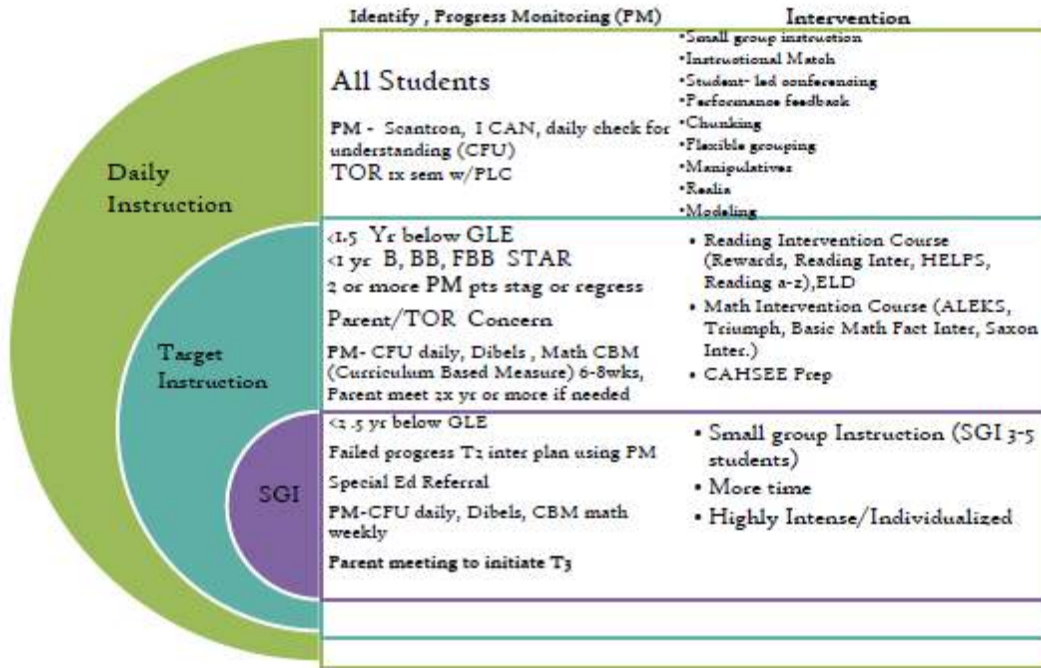 Identify , Progress Monitoring (PM)
Intervention
Daily
Instruction
All Students
PM - Scantron, I CAN, daily check for
understanding (CFU)
TOR 1x sem w/PLC
•Small group instruction
•Instructional Match
•Student- led conferencing
•Performance feedback
•Chunking
•Flexible grouping
•Manipulatives
•Realia
•Modeling
Target
Instruction
<1.5 Yr below GLE
<1 yr B, BB, FBB STAR
2 or more PM pts stag or regress
Parent/TOR Concern
PM- CFU daily, Dibels , Math CBM
(Curriculum Based Measure) 6-8wks,
Parent meet 2x yr or more if needed
• Reading Intervention Course
(Rewards, Reading Inter, HELPS,
Reading a-z),ELD
• Math Intervention Course (ALEKS,
Triumph, Basic Math Fact Inter, Saxon
Inter.)
• CAHSEE Prep
SGI
<2 .5 yr below GLE
Failed progress T2 inter plan using PM
Special Ed Referral
PM-CFU daily, Dibels, CBM math
weekly
Parent meeting to initiate T3
• Small group Instruction (SGI 3-5
students)
• More time
• Highly Intense/Individualized